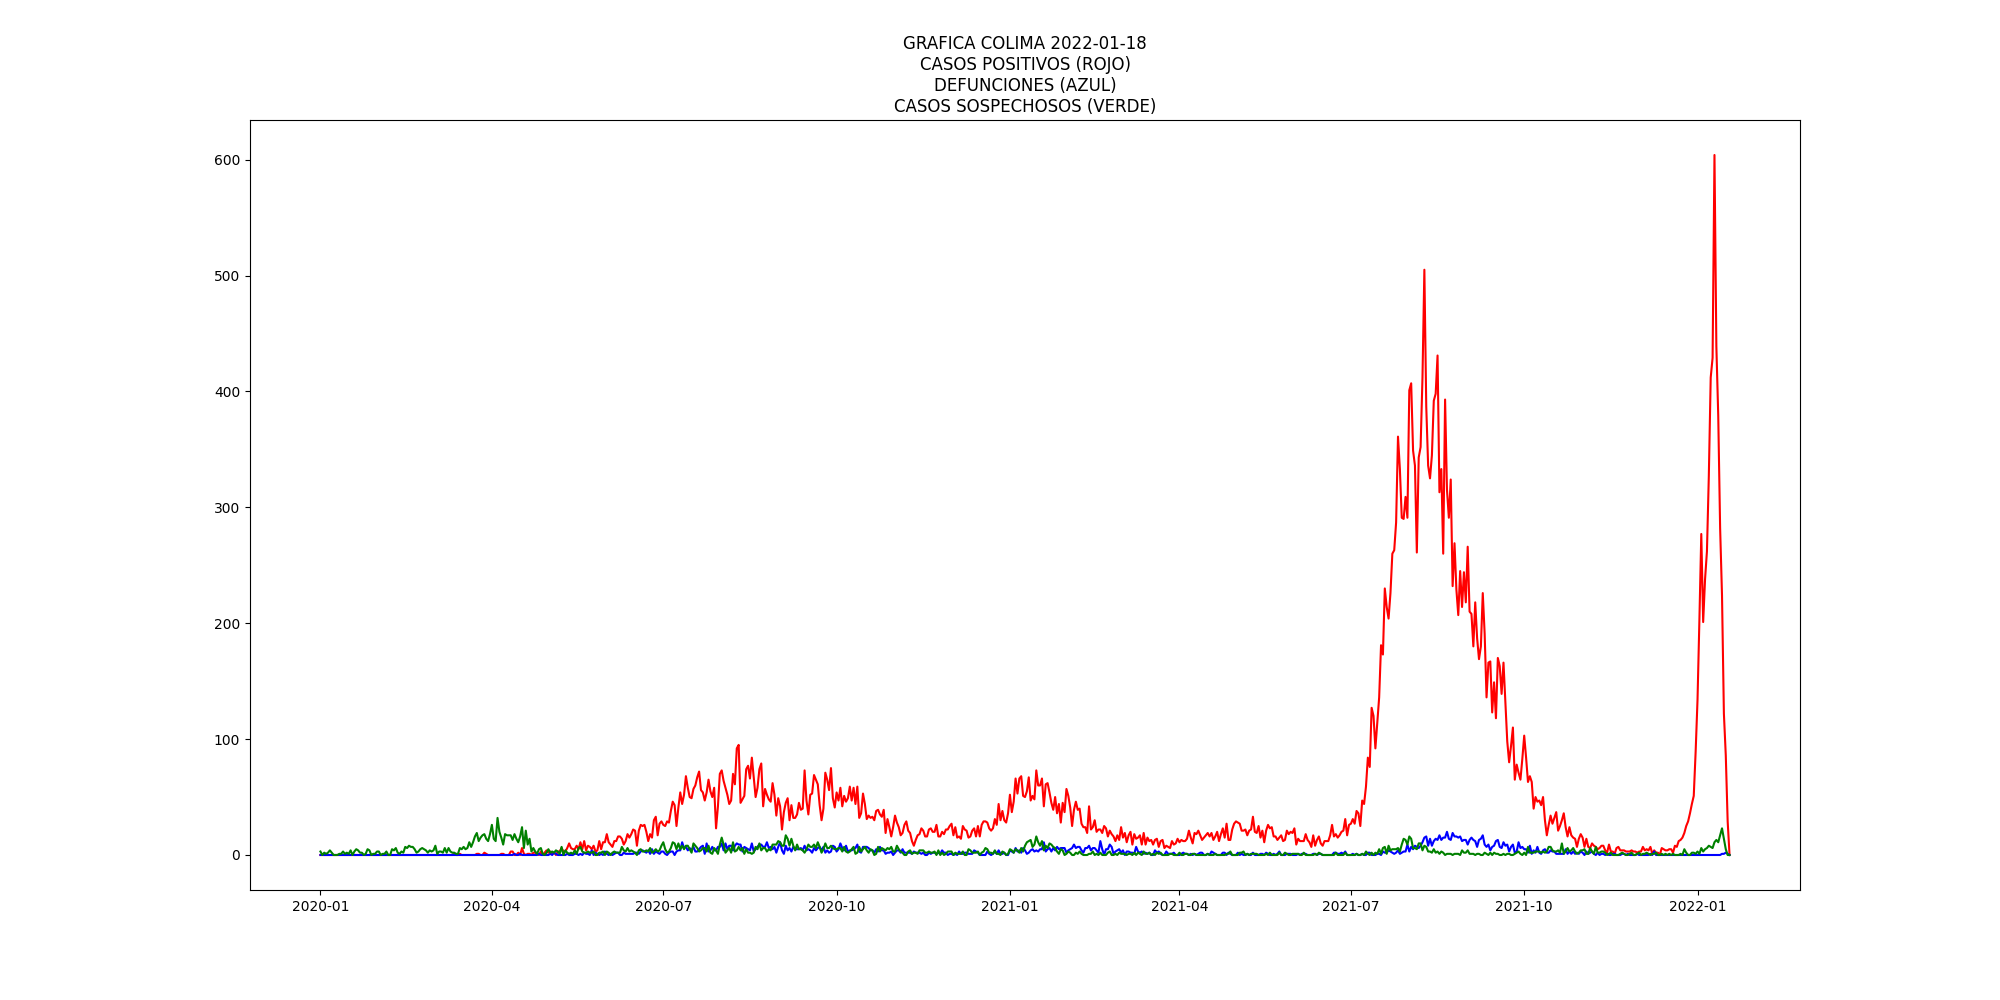 GRAFICA COLIMA 2022-01-18
CASOS POSITIVOS (ROJO)
DEFUNCIONES (AZUL)
CASOS SOSPECHOSOS (VERDE)
600
500
400
300
200
100
0
2020-01 2020-04 2020-07 2020-10 2021-01 2021-04 2021-07 2021-10 2022-01